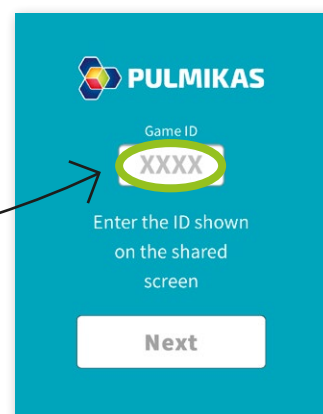 PULMIKAS
Game ID
XXXX
Enter the ID shown
on the shared
screen
Next